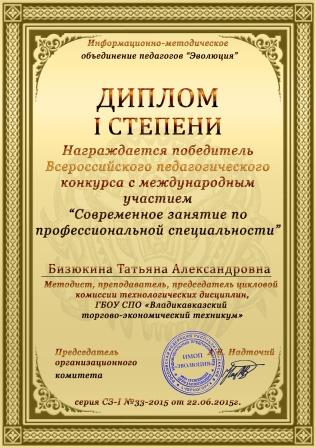 Информационно-методическое
объединение педагогов "Эволюция"
ДИПЛОМ
I СТЕПЕНИ
Награждается победитель
Всероссийского педагогического
конкурса с международным
участием
"Современное занятие по
профессиональной специальности"
Бизюкина Татьяна Александровна
Методист, преподаватель, председатель цикловой
комиссии технологических дисциплин,
ГБОУ СПО «Владикавказский
торгово-экономический техникум»
Председатель
организационного
комитета
Надточий
ИМОП
"ЭВОЛЮЦИЯ"
серия СЗ-I №33-2015 от 22.06.2015г.